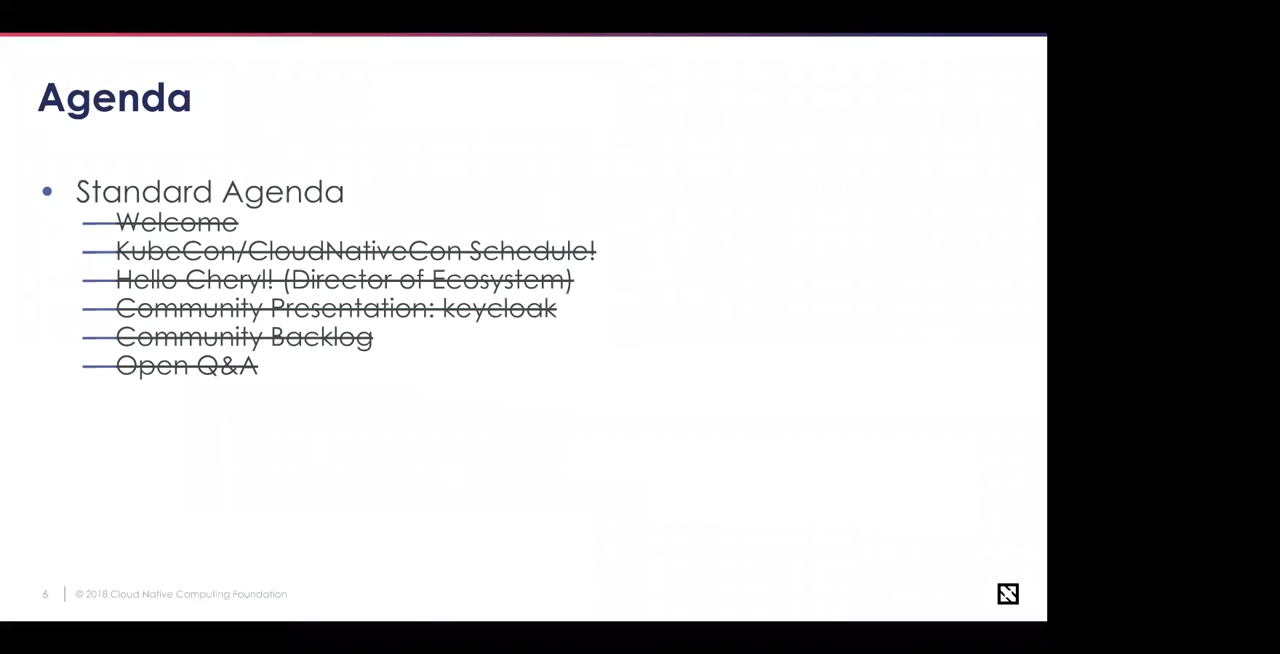 Agenda
• Standard Agenda
— Welcome
— KubeCon/CloudNativeCon Schedule!
— Hello Cheryl! (Director of Ecosystem)
— Community Presentation: keycloak
— Community Backlog
— Open Q&A
6 | © 2018 Cloud Native Computing Foundation